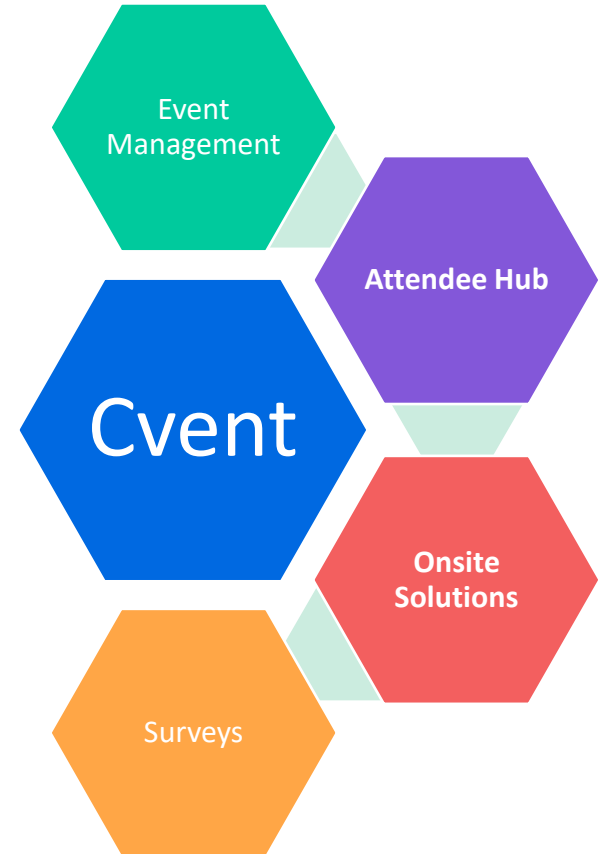 Event
Management
Attendee Hub
Cvent
Onsite
Solutions
Surveys